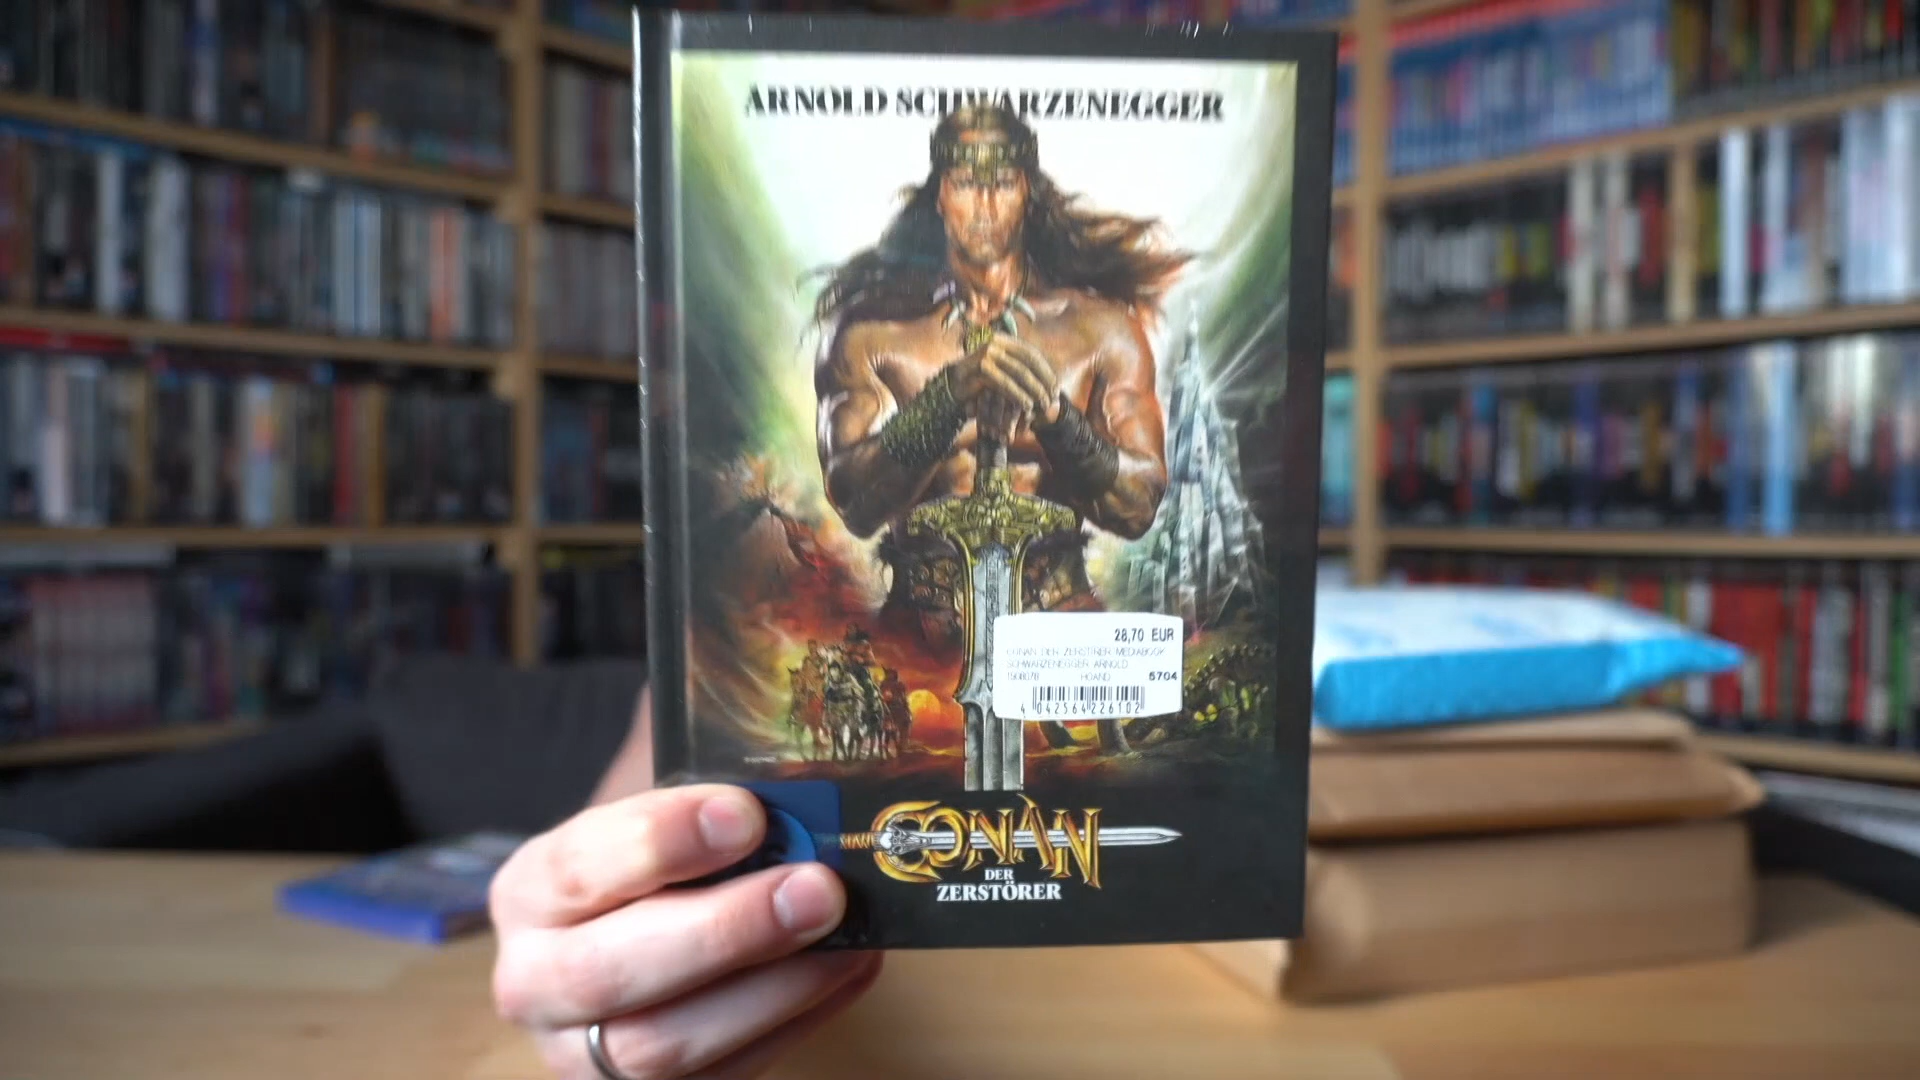 ARNOLD SCHWARZENEGGER
28,70 EUR
CONAN DER ZERSTÖRER MEDIABOOK
SCHWARZENEGGER ARNOLD
HOAND 5704
4 042564 226102
CONAN
DER
ZERSTÖRER